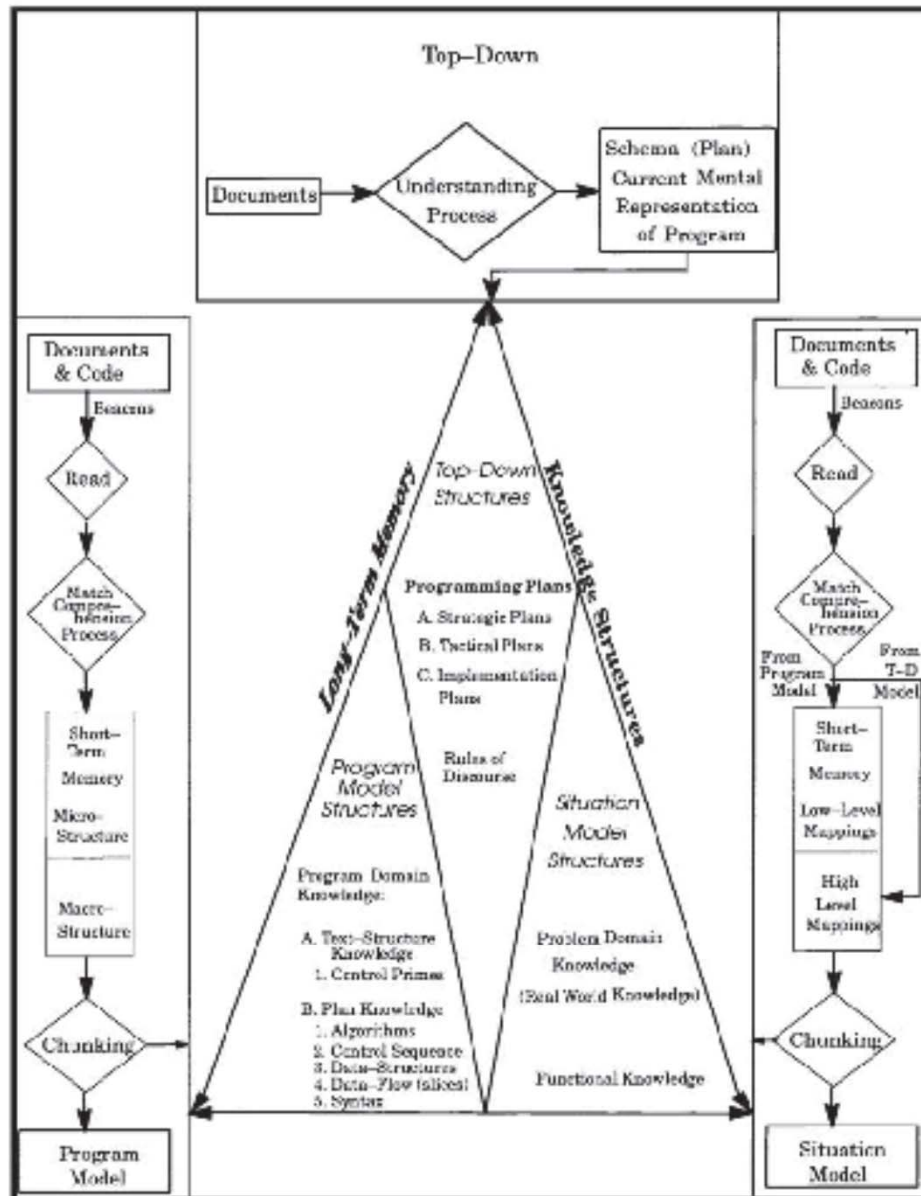 Top–Down
Documents
Understanding
Process
Schema (Plan)
Current Mental
Representation
of Program
Documents
& Code
Beacons
Read
Match
Compre–
hension
Process
Short–
Term
Memory
Micro–
Structure
Macro–
Structure
Chunking
Program
Model
Long–Term Memory
Knowledge Structures
Top-Down
Structures
Programming Plans
A. Strategic Plans
B. Tactical Plans
C. Implementation
Plans
Rules of
Discourse
Program
Model
Structures
Program Domain
Knowledge:
A. Text–Structure
Knowledge
1. Control Primes
B. Plan Knowledge
1. Algorithms
2. Control Sequence
3. Data–Structures
4. Data–Flow (slices)
5. Syntax
Situation
Model
Structures
Problem Domain
Knowledge
(Real World Knowledge)
Functional Knowledge
Documents
& Code
Beacons
Read
Match
Compre–
hension
Process
From
Program
Model
From
T–D
Model
Short–
Term
Memory
Low–Level
Mappings
High
Level
Mappings
Chunking
Situation
Model